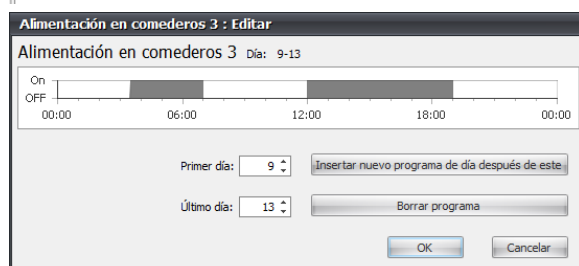 Alimentación en comederos 3 : Editar
Alimentación en comederos 3 Día: 9-13
On
OFF
00:00 06:00 12:00 18:00 00:00
Primer día: 9 Insertar nuevo programa de día después de este
Último día: 13 Borrar programa
OK Cancelar